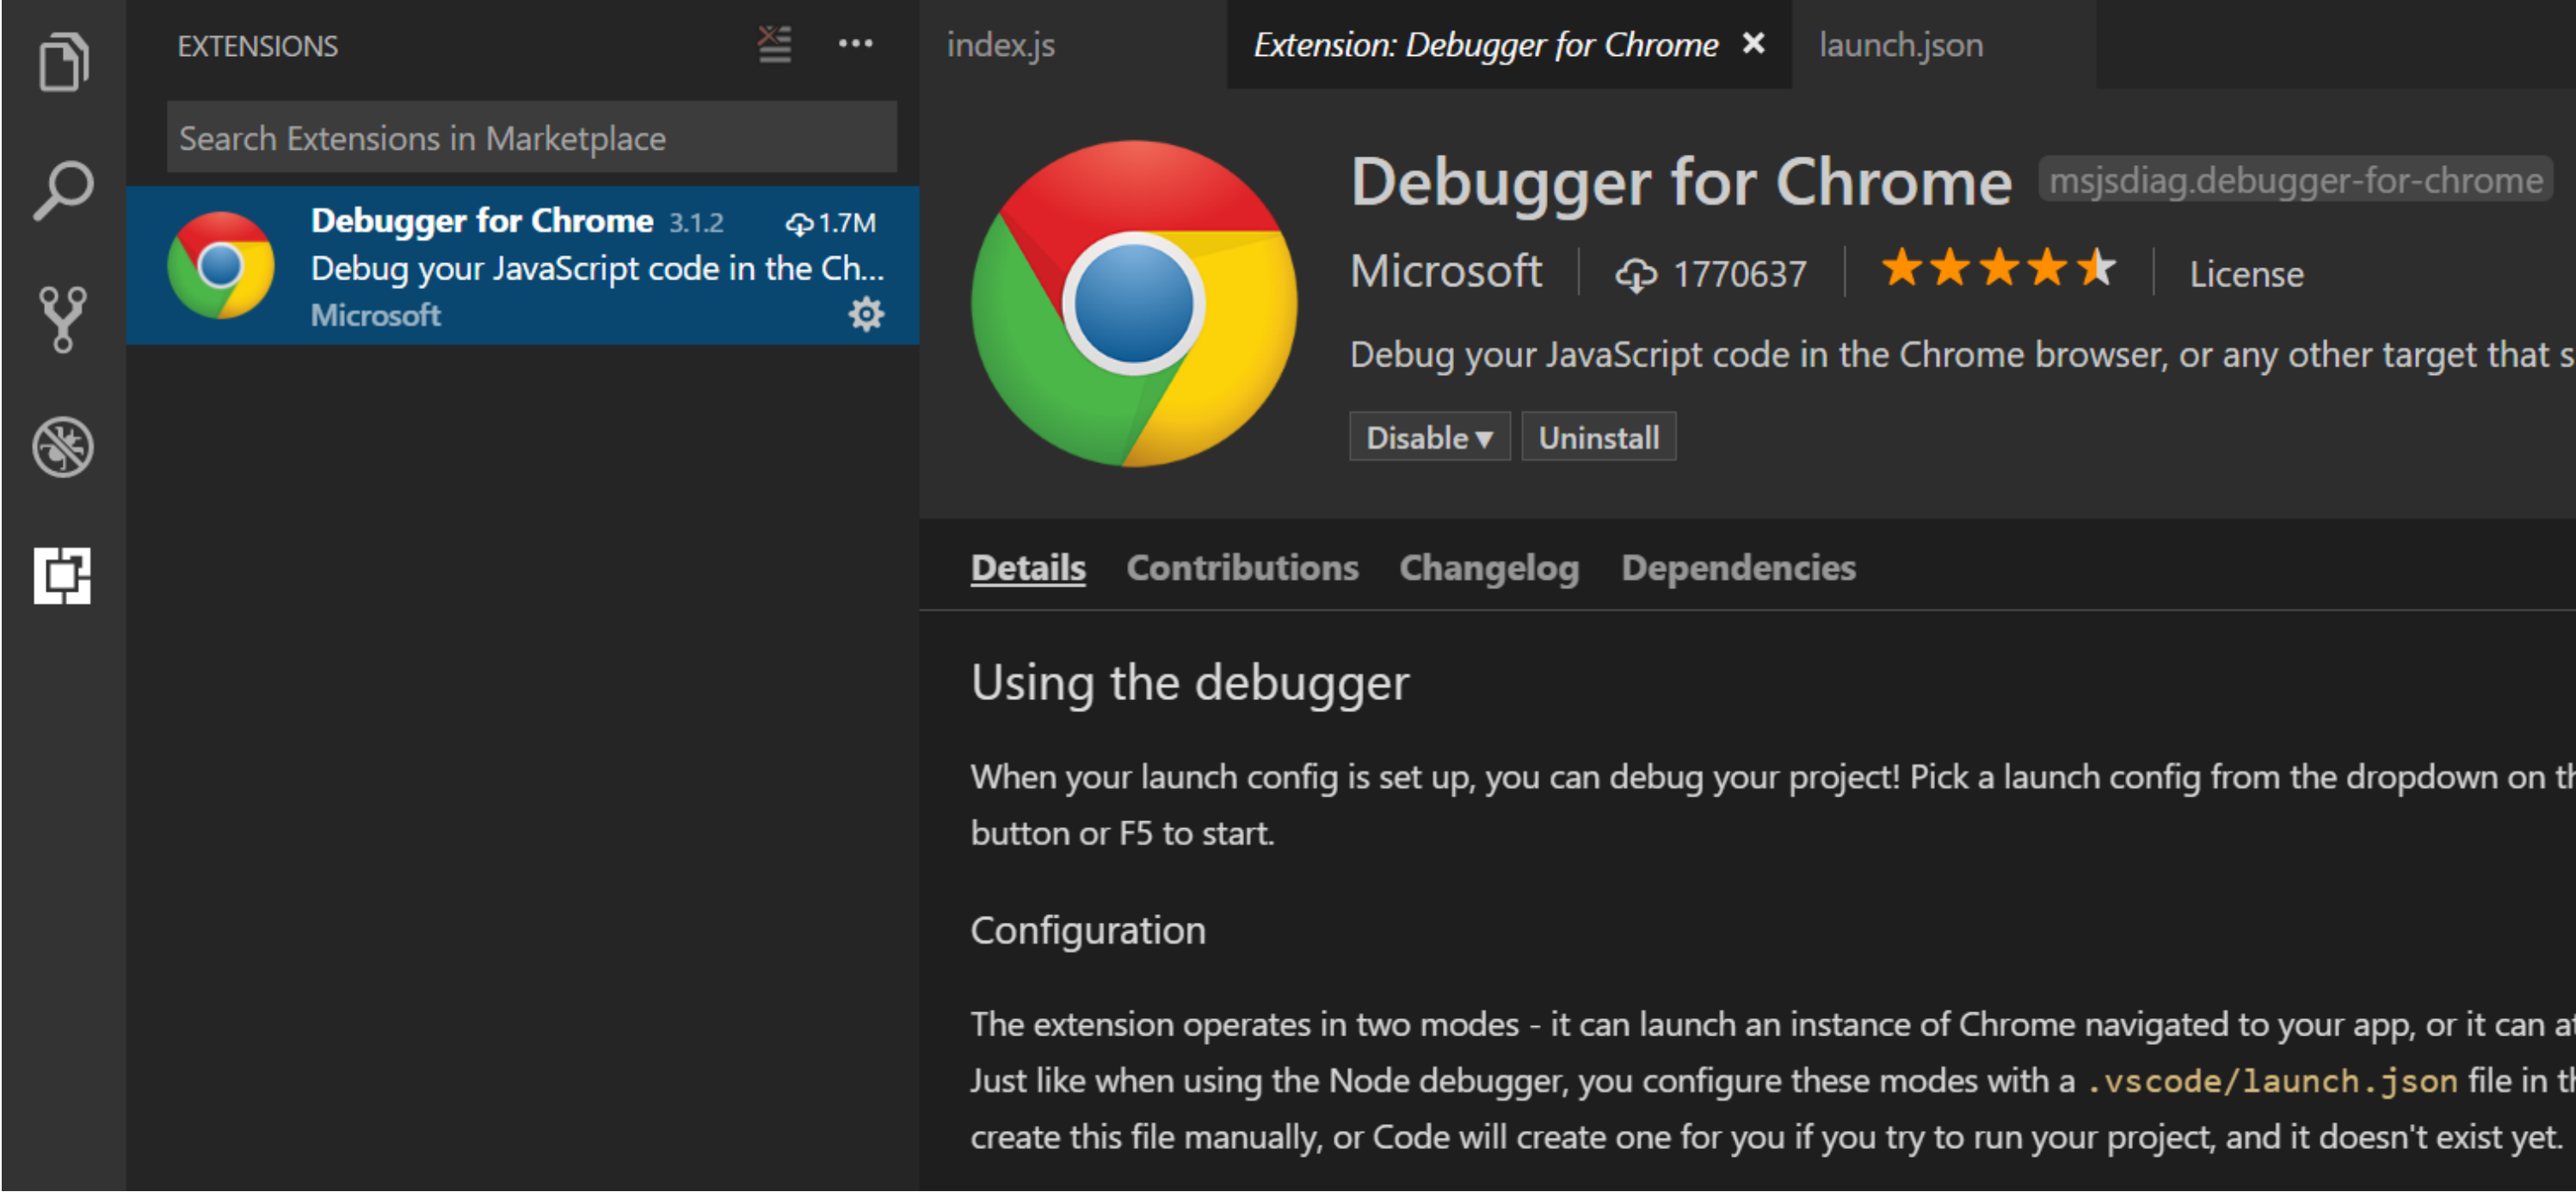 EXTENSIONS
Search Extensions in Marketplace
Debugger for Chrome 3.1.2 1.7M
Debug your JavaScript code in the Ch...
Microsoft
index.js Extension: Debugger for Chrome launch.json
Debugger for Chrome msjsdiag.debugger-for-chrome
Microsoft 1770637 License
Debug your JavaScript code in the Chrome browser, or any other target that s
Disable Uninstall
Details Contributions Changelog Dependencies
Using the debugger
When your launch config is set up, you can debug your project! Pick a launch config from the dropdown on th
button or F5 to start.
Configuration
The extension operates in two modes - it can launch an instance of Chrome navigated to your app, or it can at
Just like when using the Node debugger, you configure these modes with a .vscode/launch.json file in th
create this file manually, or Code will create one for you if you try to run your project, and it doesn't exist yet.